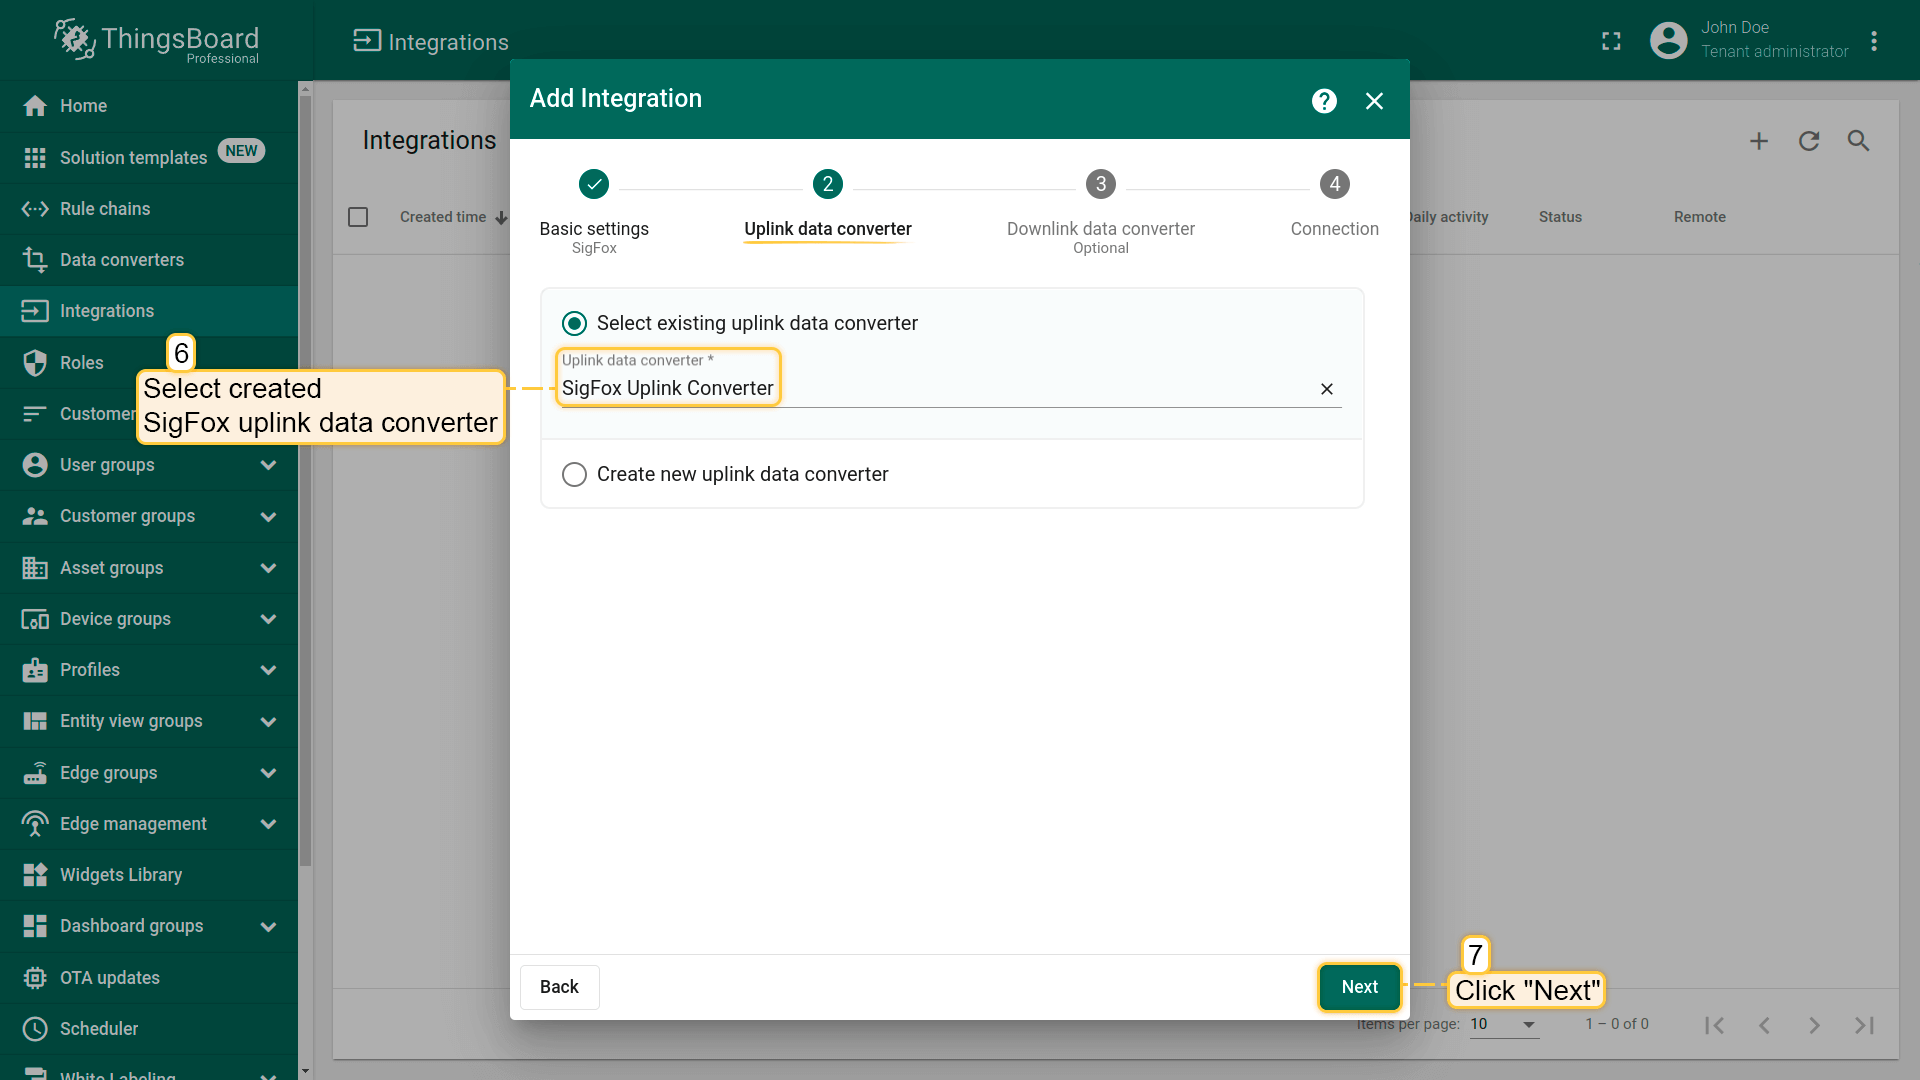 ThingsBoard
Professional
Integrations
John Doe
Tenant administrator
Home
Solution templates NEW
Rule chains
Data converters
Integrations
Roles
Customer
User groups
Customer groups
Asset groups
Device groups
Profiles
Entity view groups
Edge groups
Edge management
Widgets Library
Dashboard groups
OTA updates
Scheduler
White Labeling
6
Select created
SigFox uplink data converter
Integrations
Created time
Daily activity
Status
Remote
Add Integration
?
2
3
4
Basic settings
SigFox
Uplink data converter
Downlink data converter
Optional
Connection
Select existing uplink data converter
Uplink data converter *
SigFox Uplink Converter
Create new uplink data converter
Back
Next
7
Click "Next"
Items per page: 10
1 – 0 of 0